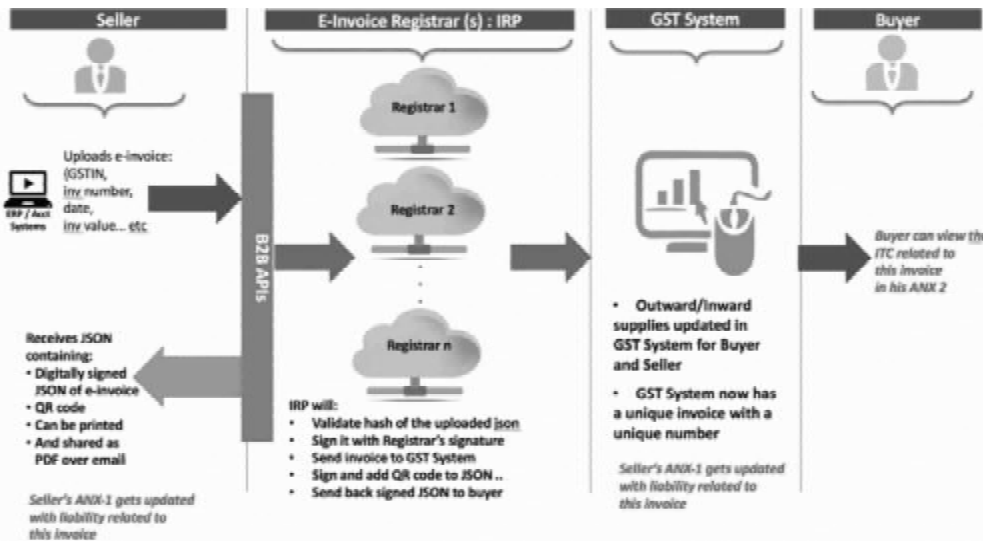 Seller
E-Invoice Registrar (s) : IRP
GST System
Buyer
Uploads e-invoice:
(GSTIN,
inv number,
date,
inv value... etc
ERP / Acct
Systems
Receives JSON
containing:
• Digitally signed
JSON of e-invoice
• QR code
• Can be printed
• And shared as
PDF over email
Seller's ANX-1 gets updated
with liability related to
this invoice
B2B APIs
Registrar 1
Registrar 2
Registrar n
IRP will:
• Validate hash of the uploaded json
• Sign it with Registrar's signature
• Send invoice to GST System
• Sign and add QR code to JSON ..
• Send back signed JSON to buyer
• Outward/Inward
supplies updated in
GST System for Buyer
and Seller
• GST System now has
a unique invoice with a
unique number
Seller's ANX-1 gets updated
with liability related to
this invoice
Buyer can view the
ITC related to
this invoice
in his ANX 2